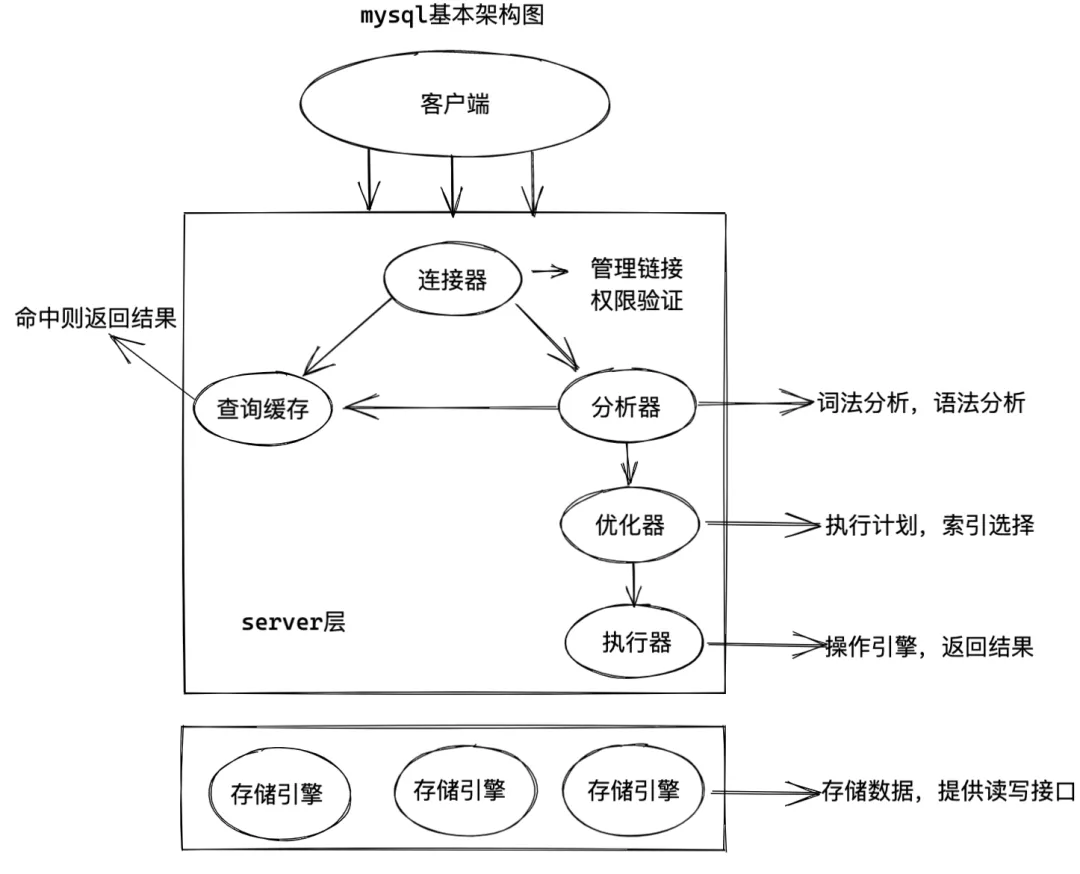 mysql基本架构图
客户端
连接器
管理链接
权限验证
命中则返回结果
查询缓存
分析器
词法分析，语法分析
优化器
执行计划，索引选择
server层
执行器
操作引擎，返回结果
存储引擎
存储引擎
存储引擎
存储数据，提供读写接口